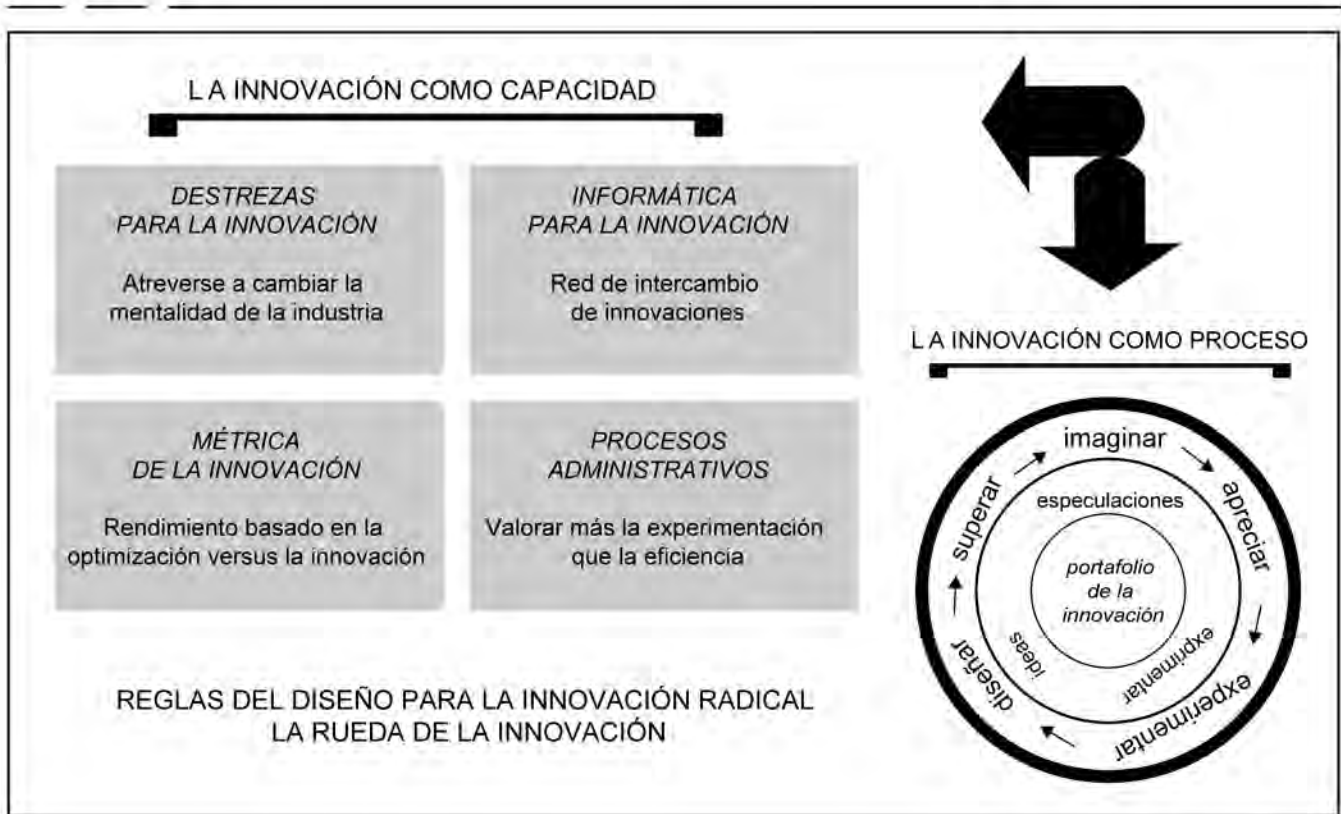 LA INNOVACIÓN COMO CAPACIDAD
DESTREZAS
PARA LA INNOVACIÓN
Atreverse a cambiar la
mentalidad de la industria
INFORMÁTICA
PARA LA INNOVACIÓN
Red de intercambio
de innovaciones
MÉTRICA
DE LA INNOVACIÓN
Rendimiento basado en la
optimización versus la innovación
PROCESOS
ADMINISTRATIVOS
Valorar más la experimentación
que la eficiencia
REGLAS DEL DISEÑO PARA LA INNOVACIÓN RADICAL
LA RUEDA DE LA INNOVACIÓN
LA INNOVACIÓN COMO PROCESO
imaginar
apreciar
experimentar
diseñar
superar
especulaciones
exprimentar
ideas
portafolio
de la
innovación